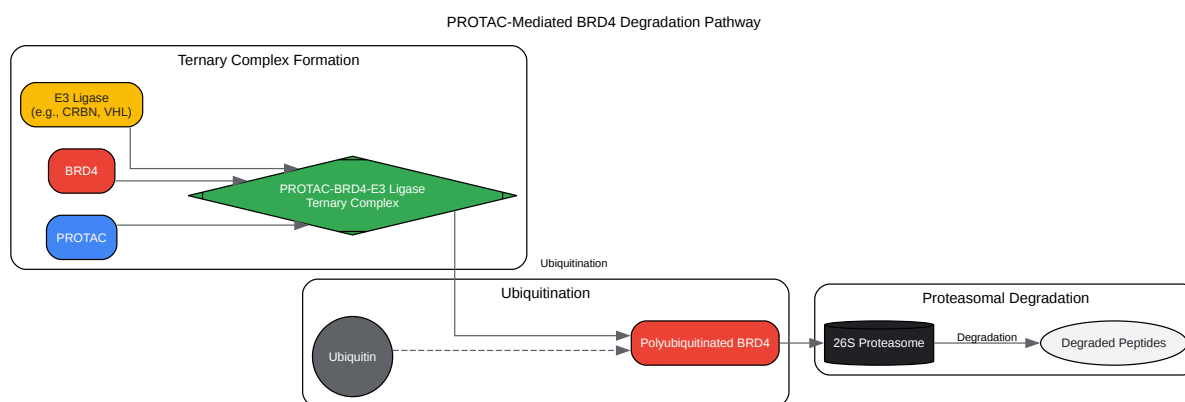 PROTAC-Mediated BRD4 Degradation Pathway
Ternary Complex Formation
E3 Ligase
(e.g., CRBN, VHL)
BRD4
PROTAC
PROTAC-BRD4-E3 Ligase
Ternary Complex
Ubiquitination
Ubiquitination
Ubiquitin
Polyubiquitinated BRD4
Proteasomal Degradation
26S Proteasome
Degradation
Degraded Peptides